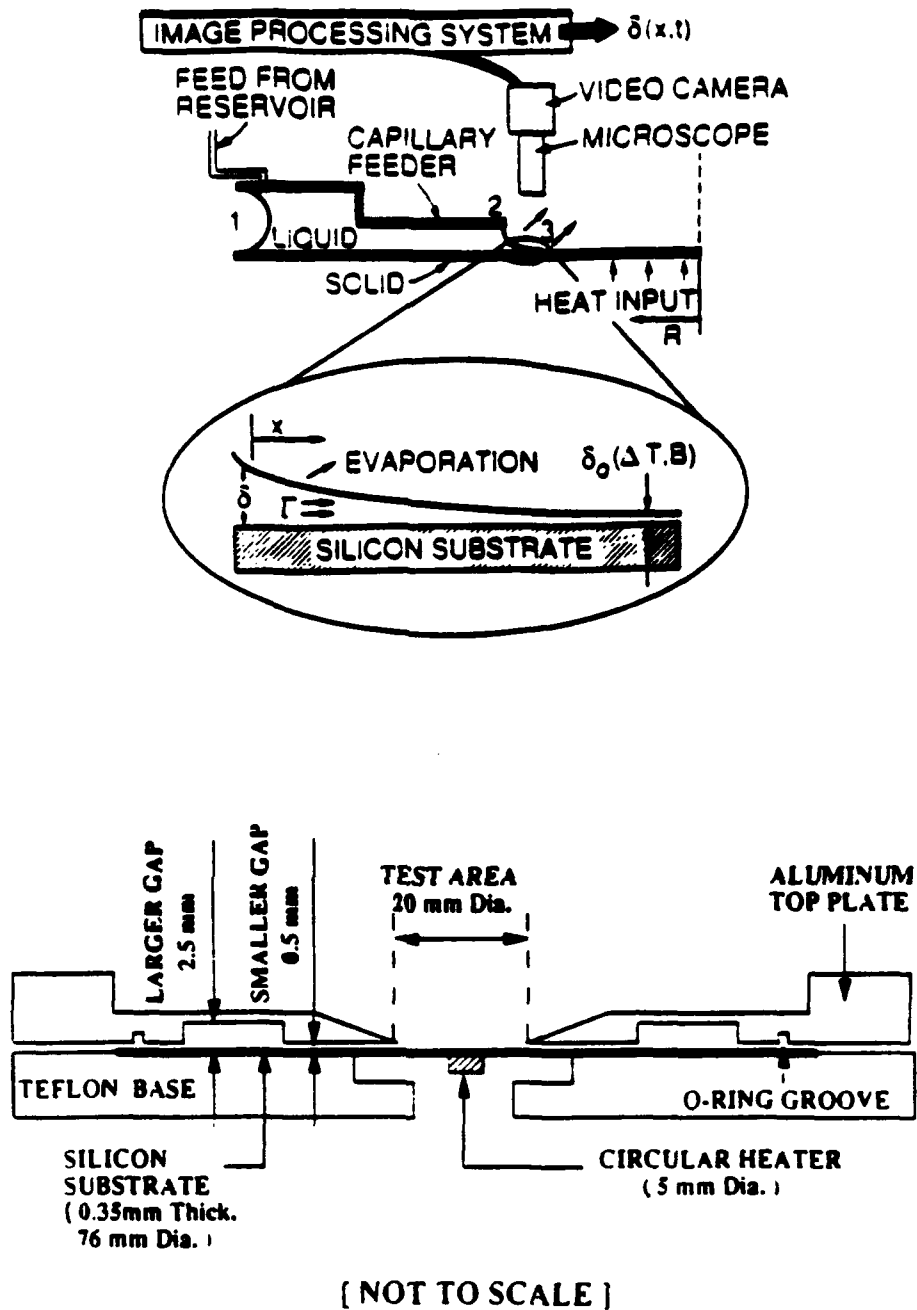 IMAGE PROCESSING SYSTEM
δ(x,t)
FEED FROM
RESERVOIR
VIDEO CAMERA
MICROSCOPE
CAPILLARY
FEEDER
1
2
3
LIQUID
SOLID
HEAT INPUT
R
x
EVAPORATION
δ₀(ΔT,B)
δ
Γ
SILICON SUBSTRATE
LARGER GAP
2.5 mm
SMALLER GAP
0.5 mm
TEST AREA
20 mm Dia.
ALUMINUM
TOP PLATE
TEFLON BASE
O-RING GROOVE
SILICON
SUBSTRATE
( 0.35mm Thick.
76 mm Dia. )
CIRCULAR HEATER
( 5 mm Dia. )
[ NOT TO SCALE ]